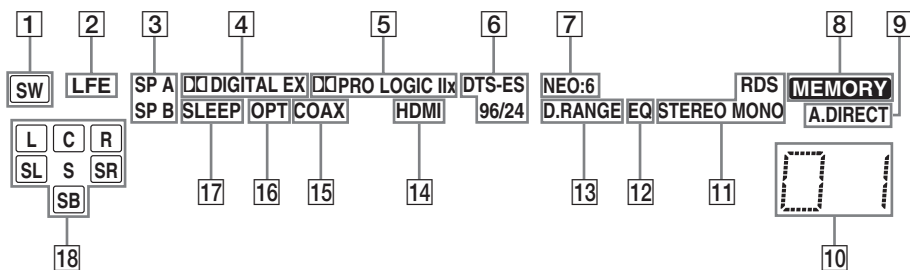 1 2 3 4 5 6 7 8 9
SW LFE SP A DIGITAL EX PRO LOGIC IIx DTS-ES NEO:6 RDS MEMORY
SP B SLEEP OPT COAX HDMI 96/24 D.RANGE EQ STEREO MONO A.DIRECT
L C R
SL S SR
SB
17 16 15 14 13 12 11
01
18 10